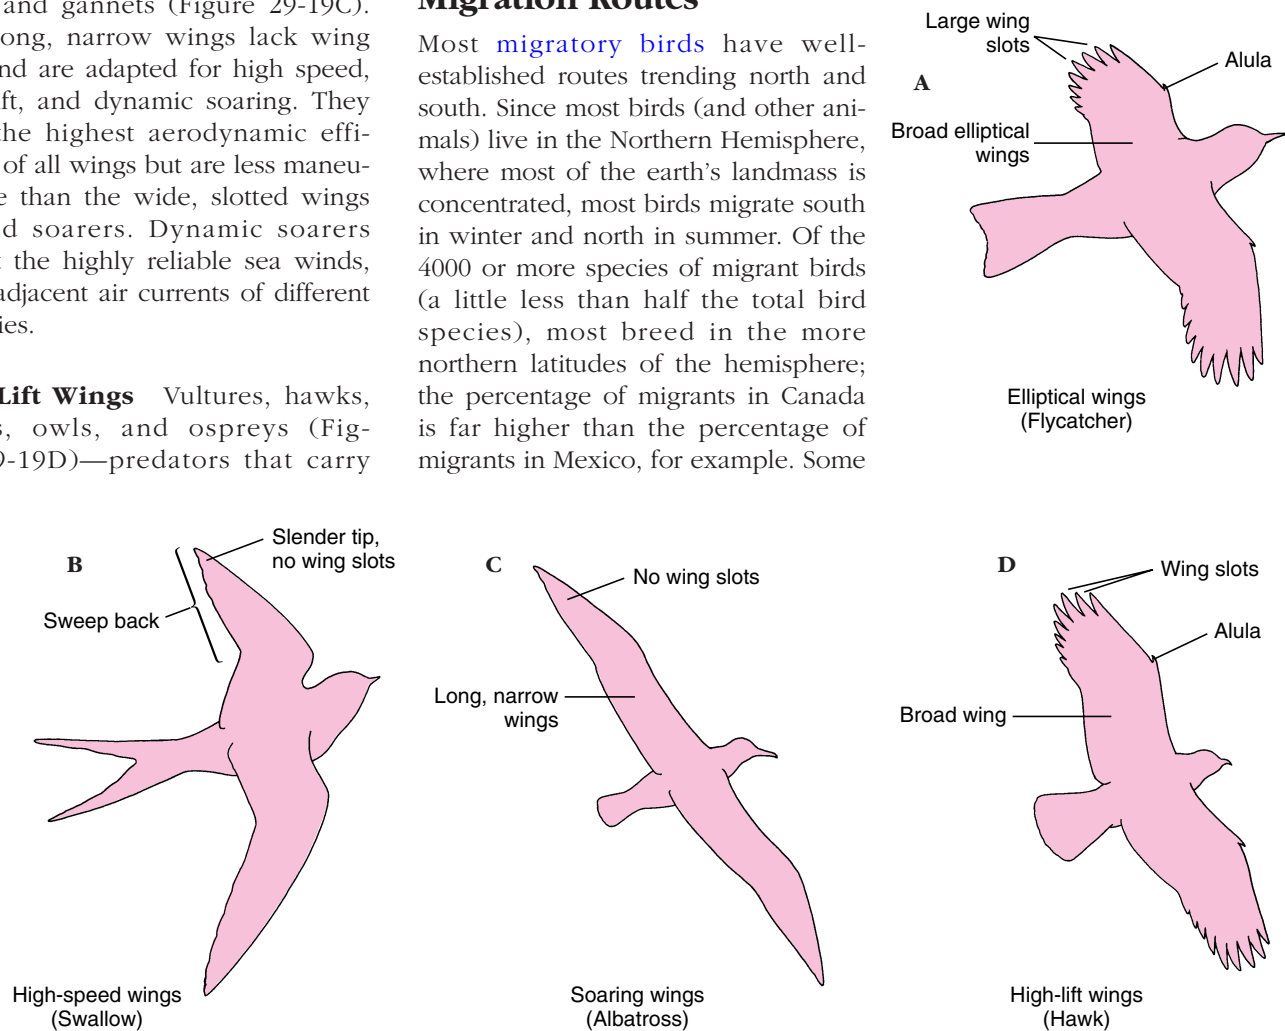 and gannets (Figure 29-19C).
ong, narrow wings lack wing
nd are adapted for high speed,
ft, and dynamic soaring. They
the highest aerodynamic effi-
of all wings but are less maneu-
e than the wide, slotted wings
d soarers. Dynamic soarers
t the highly reliable sea winds,
adjacent air currents of different
ies.
Lift Wings Vultures, hawks,
s, owls, and ospreys (Fig-
9-19D)—predators that carry
Migration Routes
Most migratory birds have well-
established routes trending north and
south. Since most birds (and other ani-
mals) live in the Northern Hemisphere,
where most of the earth's landmass is
concentrated, most birds migrate south
in winter and north in summer. Of the
4000 or more species of migrant birds
(a little less than half the total bird
species), most breed in the more
northern latitudes of the hemisphere;
the percentage of migrants in Canada
is far higher than the percentage of
migrants in Mexico, for example. Some
A
Large wing
slots
Alula
Broad elliptical
wings
Elliptical wings
(Flycatcher)
B
Slender tip,
no wing slots
Sweep back
High-speed wings
(Swallow)
C
No wing slots
Long, narrow
wings
Soaring wings
(Albatross)
D
Wing slots
Alula
Broad wing
High-lift wings
(Hawk)